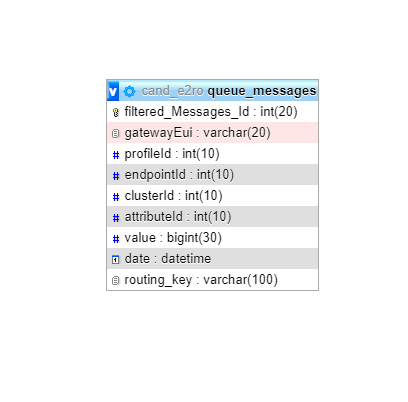 v cand_e2ro queue_messages
filtered_Messages_Id : int(20)
gatewayEui : varchar(20)
# profileId : int(10)
# endpointId : int(10)
# clusterId : int(10)
# attributeId : int(10)
# value : bigint(30)
date : datetime
routing_key : varchar(100)